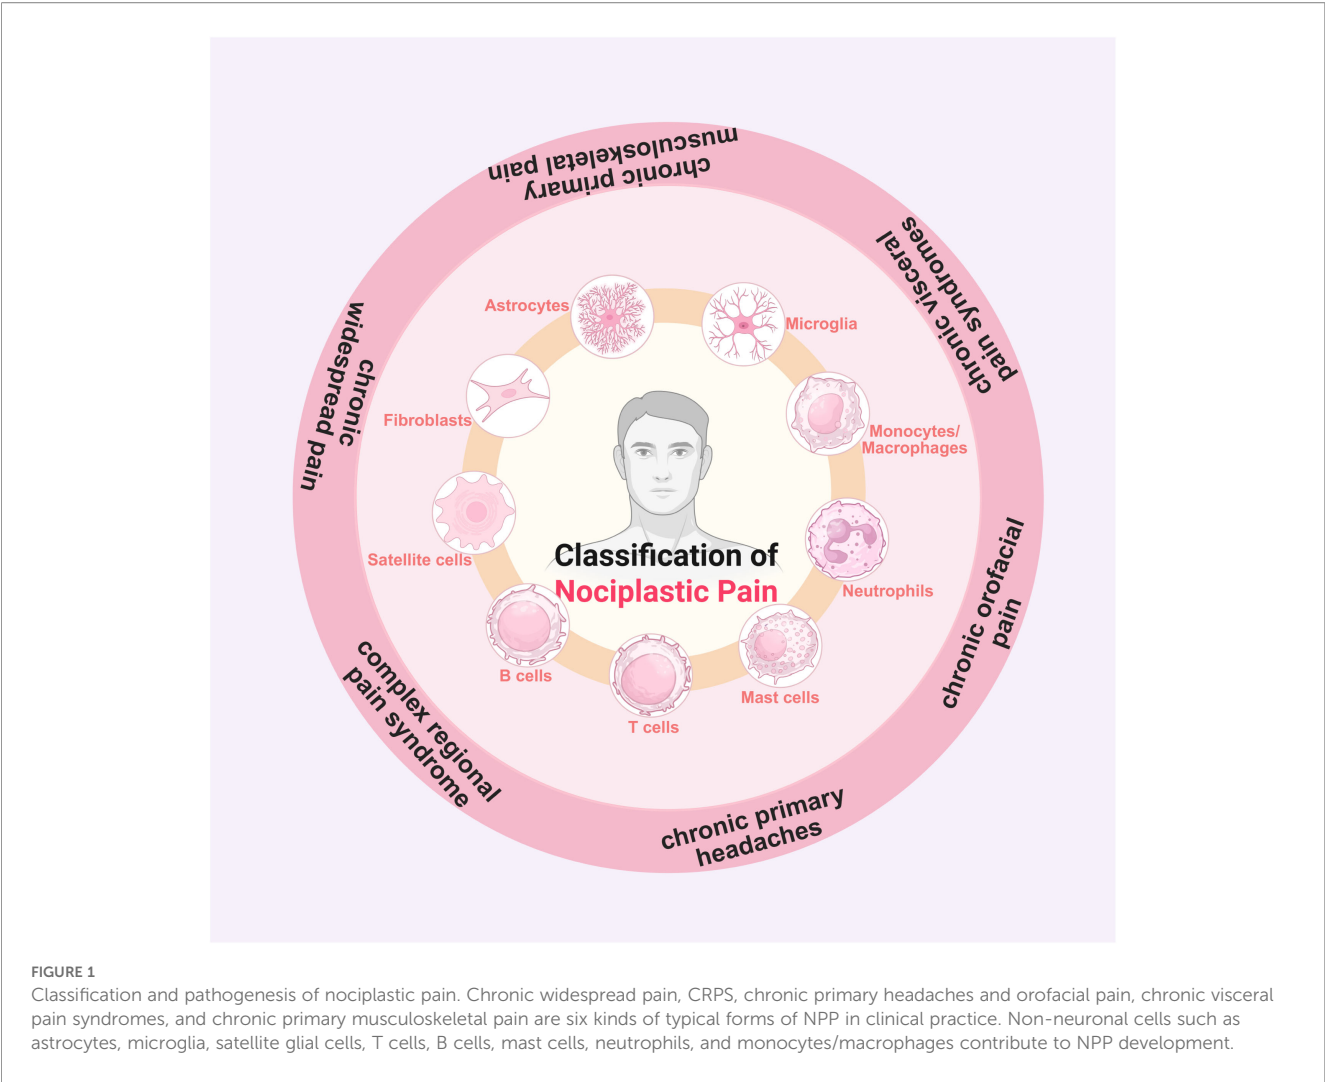 musculoskeletal pain
chronic primary
chronic visceral
pain syndromes
chronic
widespread pain
Astrocytes
Microglia
Fibroblasts
Monocytes/
Macrophages
Satellite cells
Classification of
Nociplastic Pain
Neutrophils
chronic orofacial
pain
B cells
Mast cells
T cells
complex regional
pain syndrome
chronic primary
headaches
FIGURE 1
Classification and pathogenesis of nociplastic pain. Chronic widespread pain, CRPS, chronic primary headaches and orofacial pain, chronic visceral
pain syndromes, and chronic primary musculoskeletal pain are six kinds of typical forms of NPP in clinical practice. Non-neuronal cells such as
astrocytes, microglia, satellite glial cells, T cells, B cells, mast cells, neutrophils, and monocytes/macrophages contribute to NPP development.